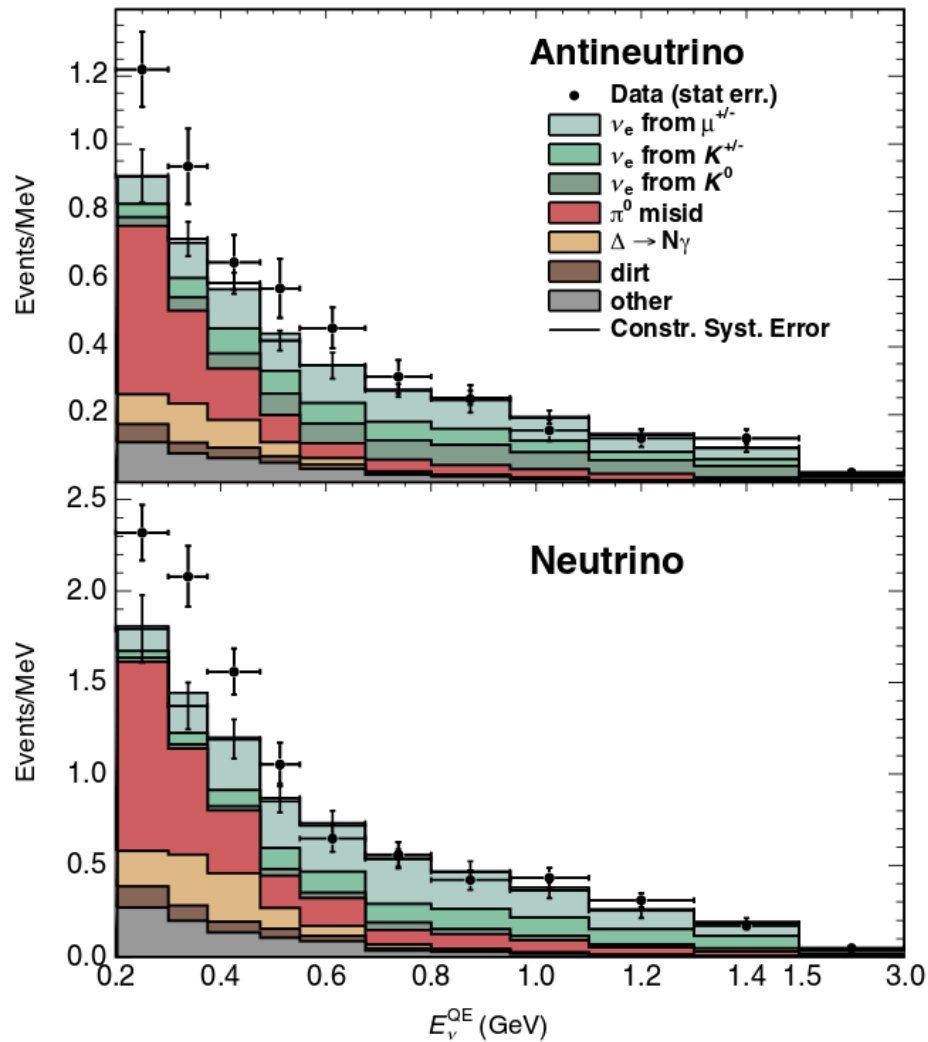 Antineutrino
Data (stat err.)
νe from μ+/-
νe from K+/-
νe from K0
π0 misid
Δ → Nγ
dirt
other
Constr. Syst. Error
Events/MeV
1.2
1.0
0.8
0.6
0.4
0.2
Neutrino
Events/MeV
2.5
2.0
1.5
1.0
0.5
0.0
0.2 0.4 0.6 0.8 1.0 1.2 1.4 1.5 3.0
EνQE (GeV)